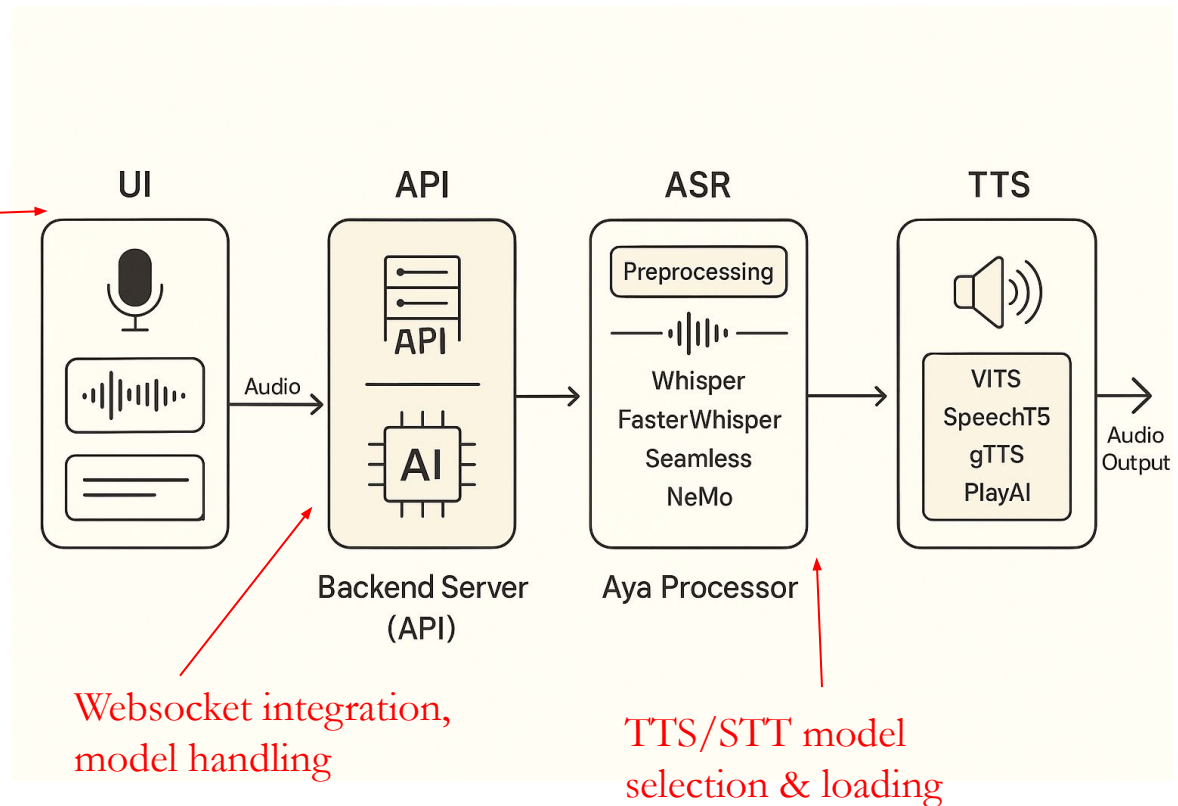 UI
API
ASR
TTS
Audio
API
AI
Preprocessing
Whisper
FasterWhisper
Seamless
NeMo
VITS
SpeechT5
gTTS
PlayAI
Audio
Output
Backend Server
(API)
Aya Processor
Websocket integration,
model handling
TTS/STT model
selection & loading